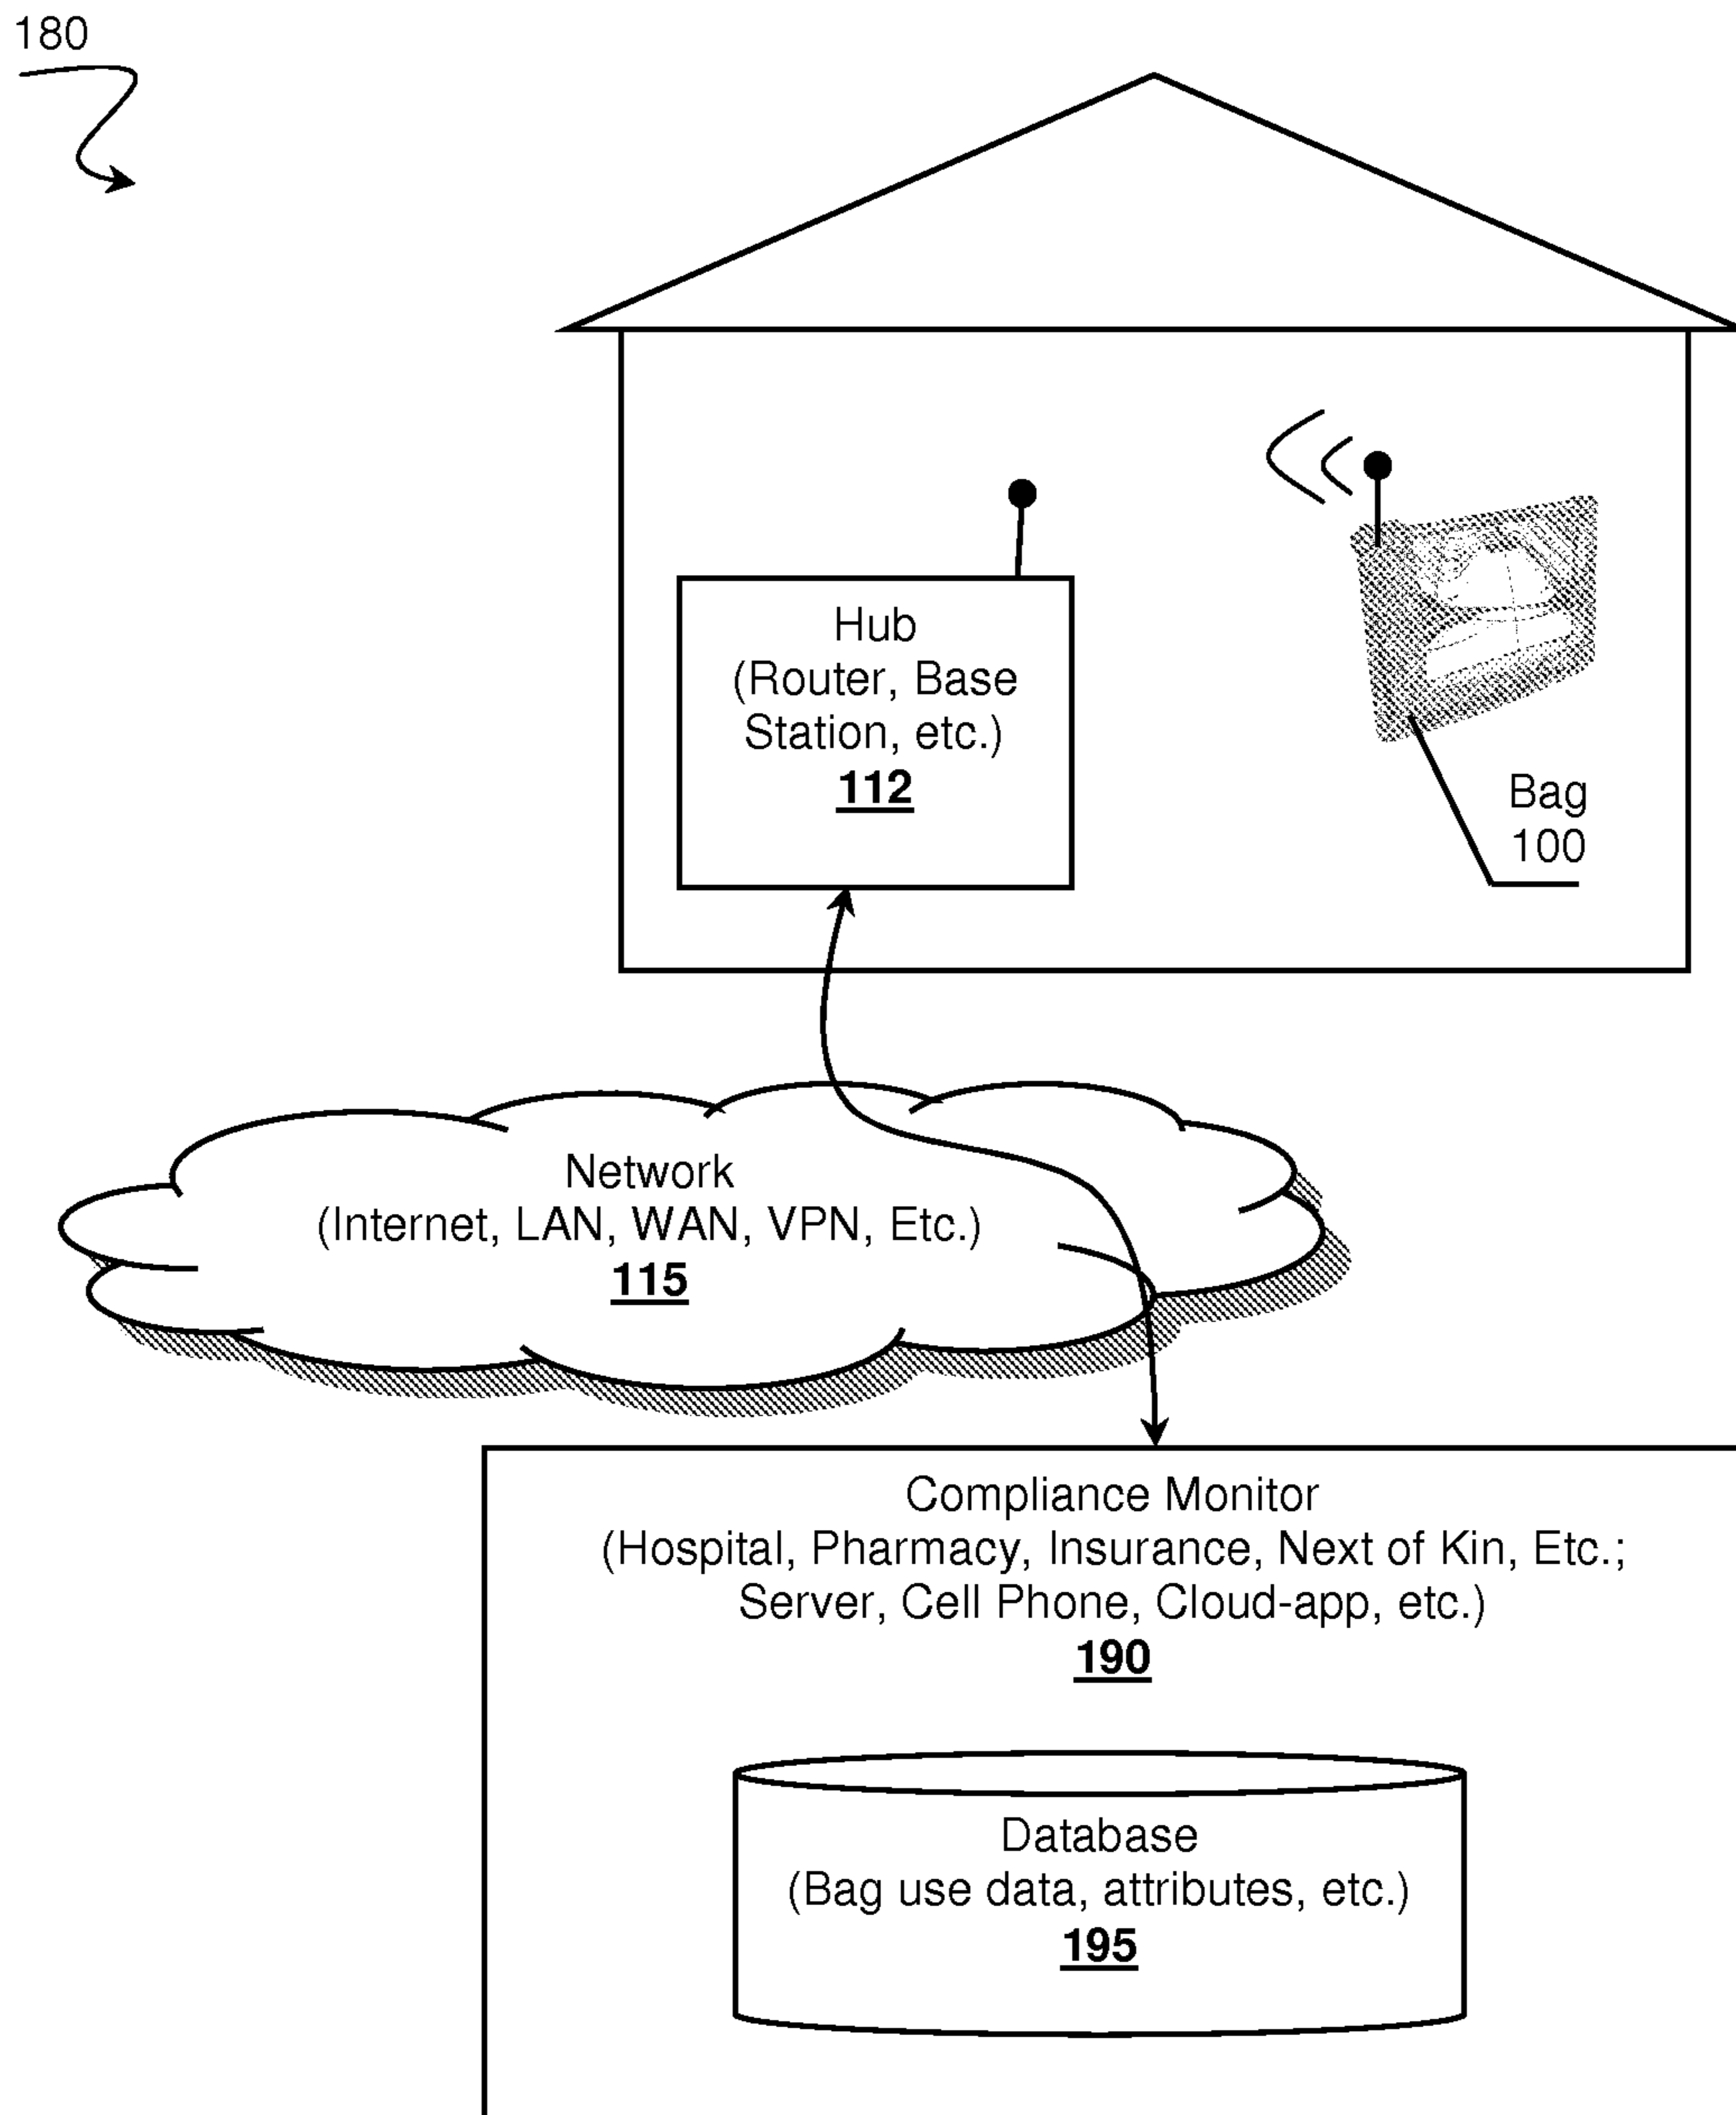 180
Hub
(Router, Base
Station, etc.)
112
Bag
100
Network
(Internet, LAN, WAN, VPN, Etc.)
115
Compliance Monitor
(Hospital, Pharmacy, Insurance, Next of Kin, Etc.;
Server, Cell Phone, Cloud-app, etc.)
190
Database
(Bag use data, attributes, etc.)
195